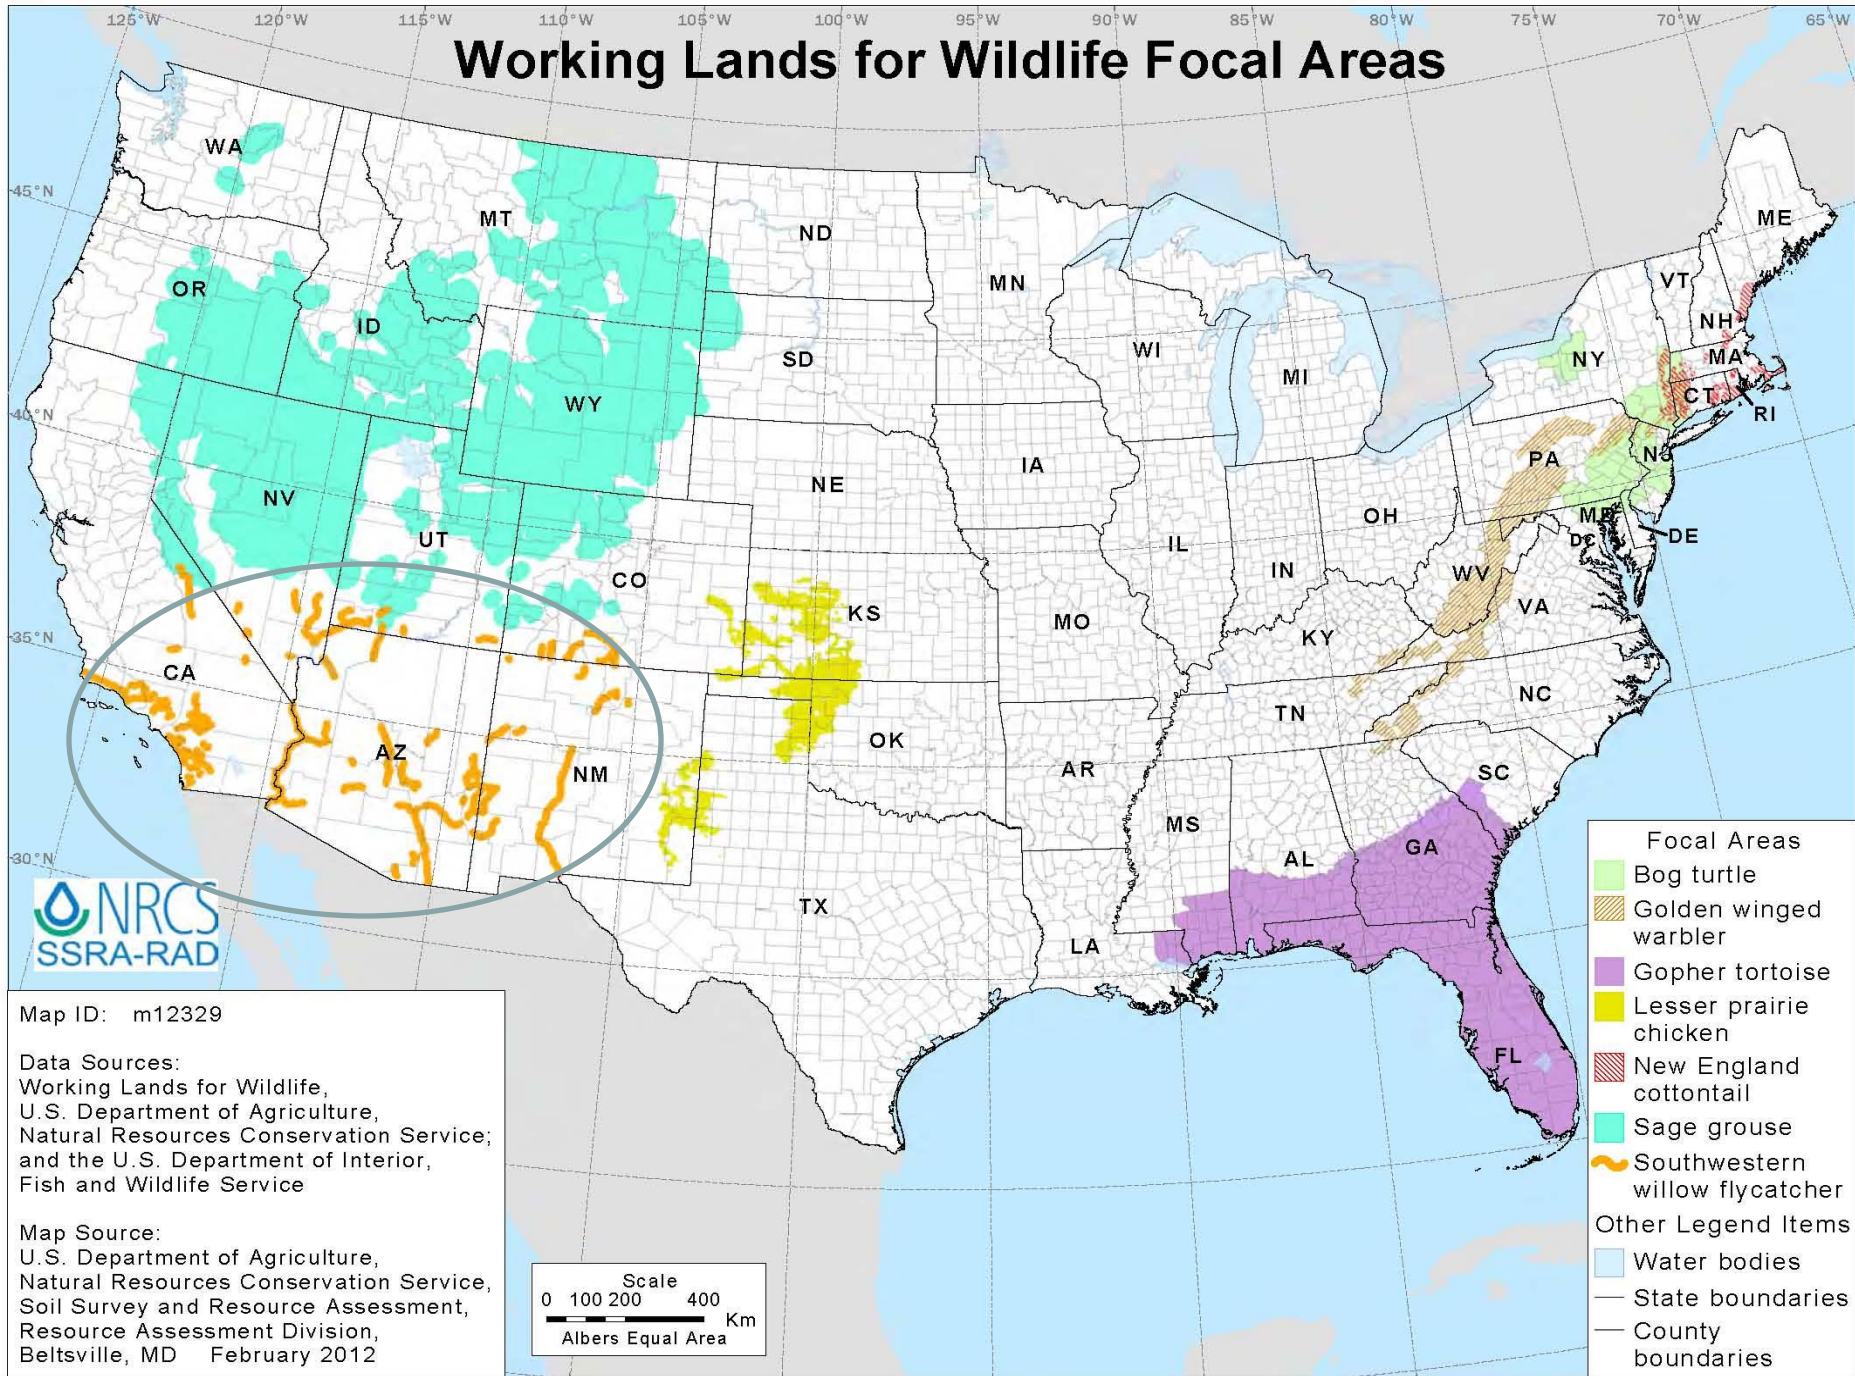 125°W 120°W 115°W 110°W 105°W 100°W 95°W 90°W 85°W 80°W 75°W 70°W 65°W
Working Lands for Wildlife Focal Areas
45°N
40°N
35°N
30°N
WA
MT
ND
MN
ME
VT
NH
OR
ID
SD
WI
MI
NY
MA
CT
RI
WY
NV
UT
CO
NE
IA
IL
IN
OH
PA
NJ
MD
DC
DE
WV
VA
KS
MO
KY
CA
AZ
NM
OK
AR
TN
NC
SC
MS
AL
GA
TX
LA
FL
NRCS
SSRA-RAD
Map ID: m12329
Data Sources:
Working Lands for Wildlife,
U.S. Department of Agriculture,
Natural Resources Conservation Service;
and the U.S. Department of Interior,
Fish and Wildlife Service
Map Source:
U.S. Department of Agriculture,
Natural Resources Conservation Service,
Soil Survey and Resource Assessment,
Resource Assessment Division,
Beltsville, MD February 2012
Scale
0 100 200 400
Km
Albers Equal Area
Focal Areas
Bog turtle
Golden winged
warbler
Gopher tortoise
Lesser prairie
chicken
New England
cottontail
Sage grouse
Southwestern
willow flycatcher
Other Legend Items
Water bodies
State boundaries
County
boundaries